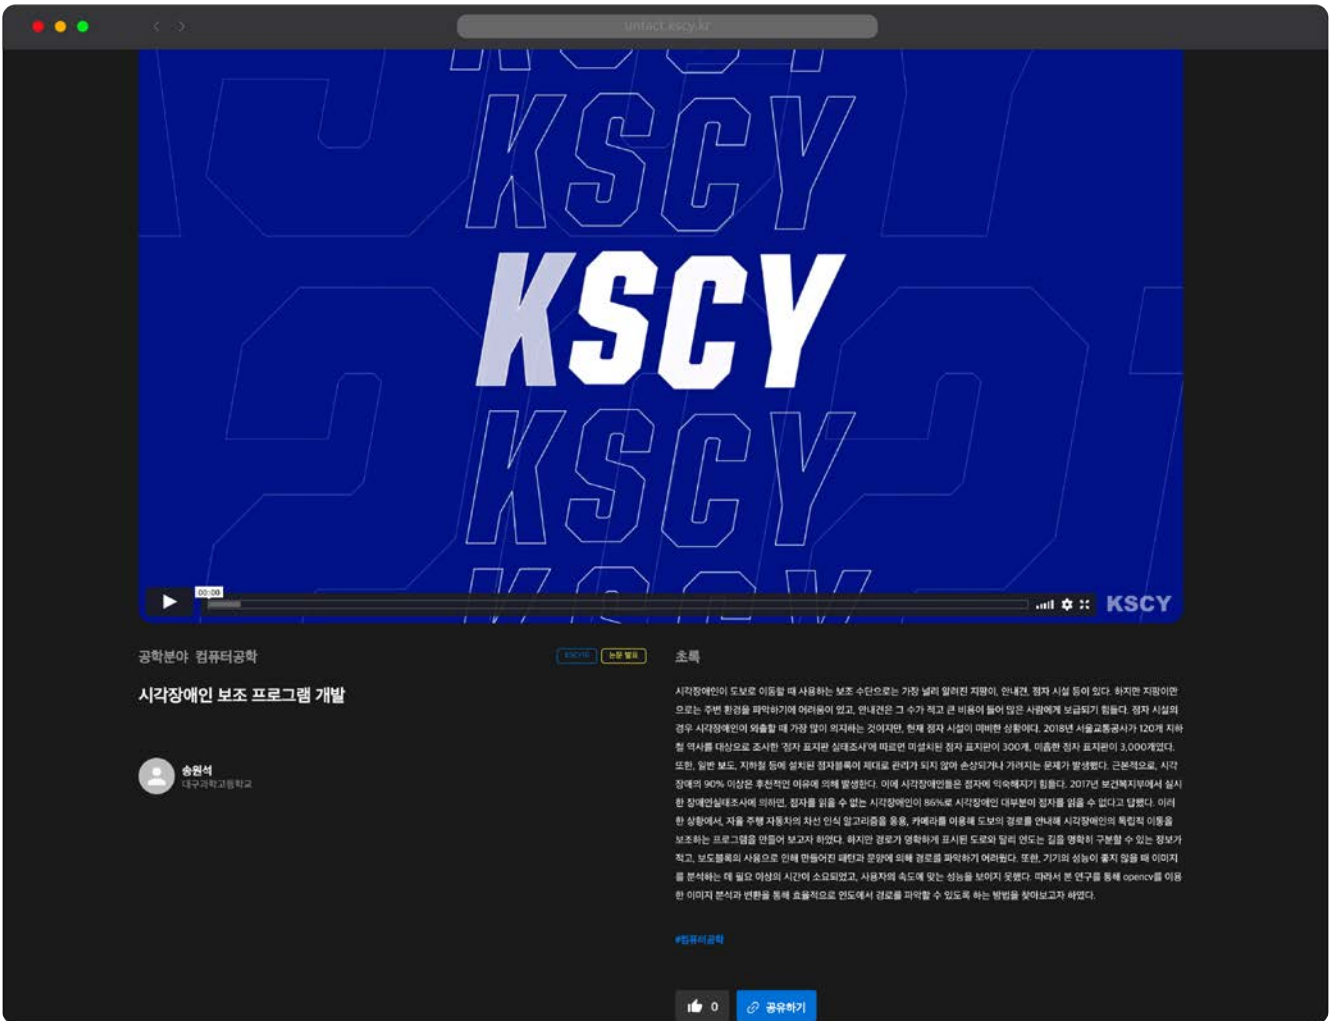 untact.kscy.kr
KSCY
KSCY
KSCY
KSCY
KSCY
00:00
KSCY
공학분야 컴퓨터공학
논문 발표
시각장애인 보조 프로그램 개발
송원석
대구과학고등학교
초록
시각장애인이 도보로 이동할 때 사용하는 보조 수단으로는 가장 널리 알려진 지팡이, 안내견, 점자 시설 등이 있다. 하지만 지팡이만
으로는 주변 환경을 파악하기에 어려움이 있고, 안내견은 그 수가 적고 큰 비용이 들어 많은 사람에게 보급되기 힘들다. 점자 시설의
경우 시각장애인이 외출할 때 가장 많이 의지하는 것이지만, 현재 점자 시설이 미비한 상황이다. 2018년 서울교통공사가 120개 지하
철 역사를 대상으로 조사한 '점자 표지판 실태조사'에 따르면 미설치된 점자 표지판이 300개, 미흡한 점자 표지판이 3,000개였다.
또한, 일반 보도, 지하철 등에 설치된 점자블록이 제대로 관리가 되지 않아 손상되거나 가려지는 문제가 발생했다. 근본적으로, 시각
장애의 90% 이상은 후천적인 이유에 의해 발생한다. 이에 시각장애인들은 점자에 익숙해지기 힘들다. 2017년 보건복지부에서 실시
한 장애인실태조사에 의하면, 점자를 읽을 수 없는 시각장애인이 86%로 시각장애인 대부분이 점자를 읽을 수 없다고 답했다. 이러
한 상황에서, 자율 주행 자동차의 차선 인식 알고리즘을 응용, 카메라를 이용해 도보의 경로를 안내해 시각장애인의 독립적 이동을
보조하는 프로그램을 만들어 보고자 하였다. 하지만 경로가 명확하게 표시된 도로와 달리 인도는 길을 명확히 구분할 수 있는 정보가
적고, 보도블록의 사용으로 인해 만들어진 패턴과 문양에 의해 경로를 파악하기 어려웠다. 또한, 기기의 성능이 좋지 않을 때 이미지
를 분석하는 데 필요 이상의 시간이 소요되었고, 사용자의 속도에 맞는 성능을 보이지 못했다. 따라서 본 연구를 통해 opencv를 이용
한 이미지 분석과 변환을 통해 효율적으로 인도에서 경로를 파악할 수 있도록 하는 방법을 찾아보고자 하였다.
#컴퓨터공학
0
공유하기